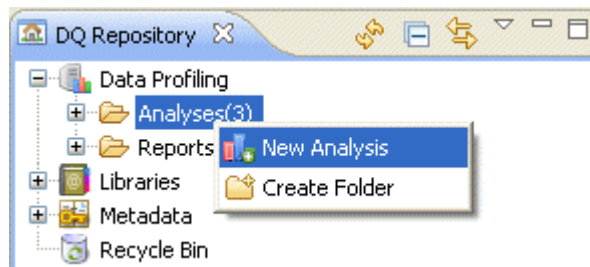 DQ Repository
Data Profiling
Analyses(3)
New Analysis
Reports
Create Folder
Libraries
Metadata
Recycle Bin